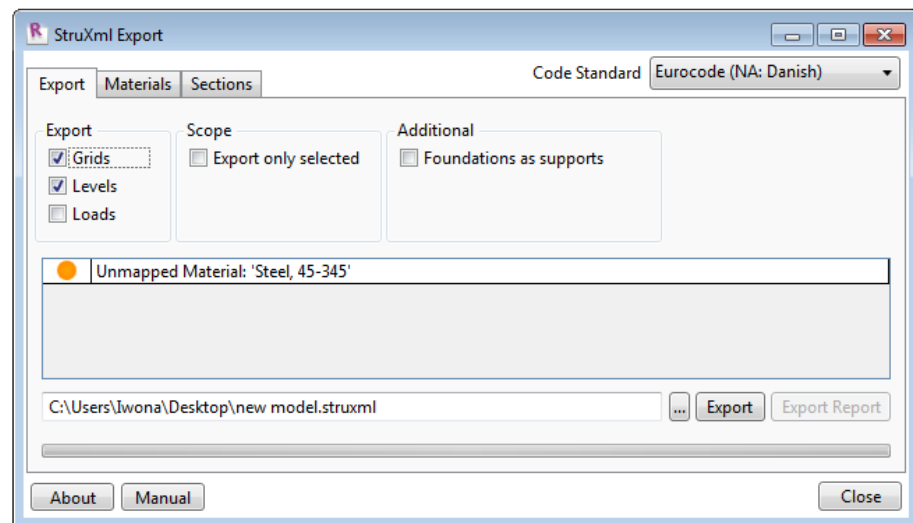 StruXml Export
Code Standard Eurocode (NA: Danish)
Export Materials Sections
Export Scope Additional
Grids Export only selected Foundations as supports
Levels
Loads
Unmapped Material: 'Steel, 45-345'
C:\Users\Iwona\Desktop\new model.struxml ... Export Export Report
About Manual Close